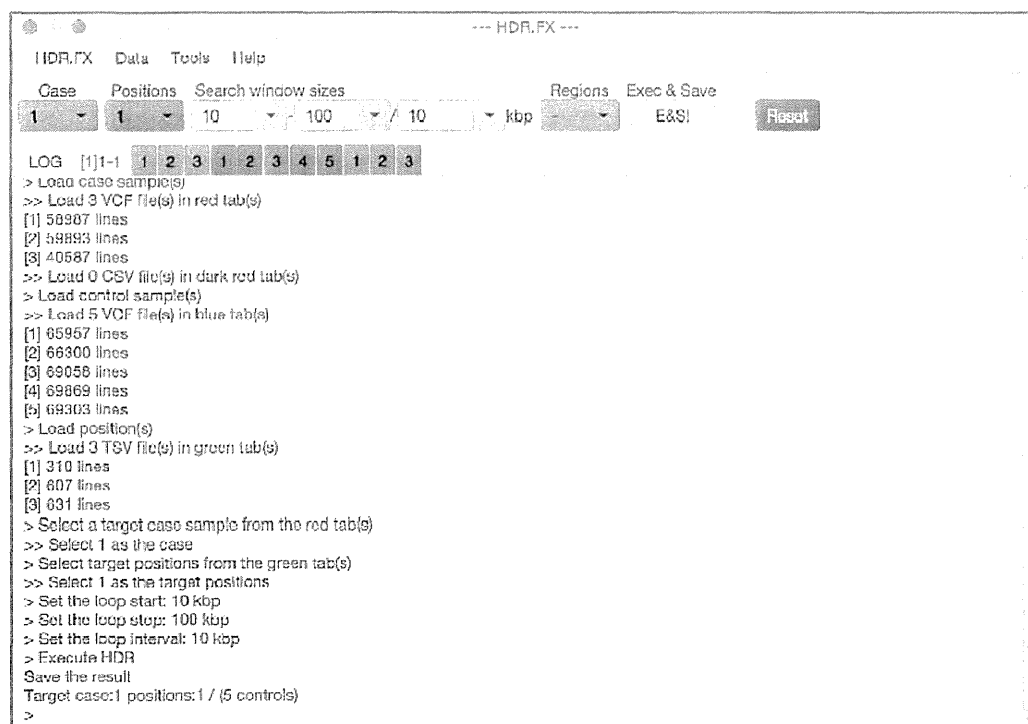 --- HDR.FX ---
HDR.FX Data Tools Help
Case Positions Search window sizes Regions Exec & Save
1 1 10 - 100 / 10 kbp - E&S! Reset
LOG [1]1-1 1 2 3 1 2 3 4 5 1 2 3
> Load case sample(s)
>> Load 3 VCF file(s) in red tab(s)
[1] 58987 lines
[2] 59893 lines
[3] 40587 lines
>> Load 0 CSV file(s) in dark red tab(s)
> Load control sample(s)
>> Load 5 VCF file(s) in blue tab(s)
[1] 65957 lines
[2] 66300 lines
[3] 69058 lines
[4] 69869 lines
[5] 69303 lines
> Load position(s)
>> Load 3 TSV file(s) in green tab(s)
[1] 310 lines
[2] 607 lines
[3] 631 lines
> Select a target case sample from the red tab(s)
>> Select 1 as the case
> Select target positions from the green tab(s)
>> Select 1 as the target positions
> Set the loop start: 10 kbp
> Set the loop stop: 100 kbp
> Set the loop interval: 10 kbp
> Execute HDR
Save the result
Target case:1 positions:1 / (5 controls)
>